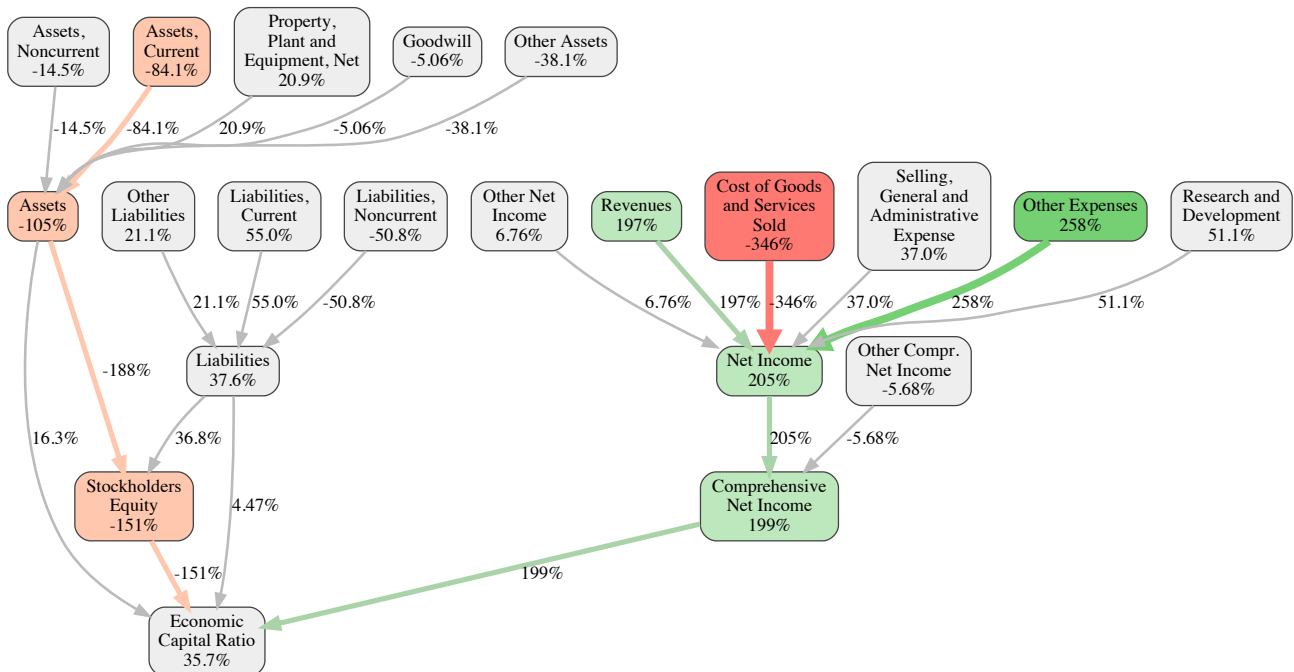 Assets,
Noncurrent
-14.5%
Assets,
Current
-84.1%
Property,
Plant and
Equipment, Net
20.9%
Goodwill
-5.06%
Other Assets
-38.1%
-14.5%
-84.1%
20.9%
-5.06%
-38.1%
Assets
-105%
Other
Liabilities
21.1%
Liabilities,
Current
55.0%
Liabilities,
Noncurrent
-50.8%
Other Net
Income
6.76%
Revenues
197%
Cost of Goods
and Services
Sold
-346%
Selling,
General and
Administrative
Expense
37.0%
Other Expenses
258%
Research and
Development
51.1%
21.1%
55.0%
-50.8%
6.76%
197%
-346%
37.0%
258%
51.1%
-188%
Liabilities
37.6%
Net Income
205%
Other Compr.
Net Income
-5.68%
16.3%
36.8%
205%
-5.68%
Stockholders
Equity
-151%
4.47%
Comprehensive
Net Income
199%
-151%
199%
Economic
Capital Ratio
35.7%